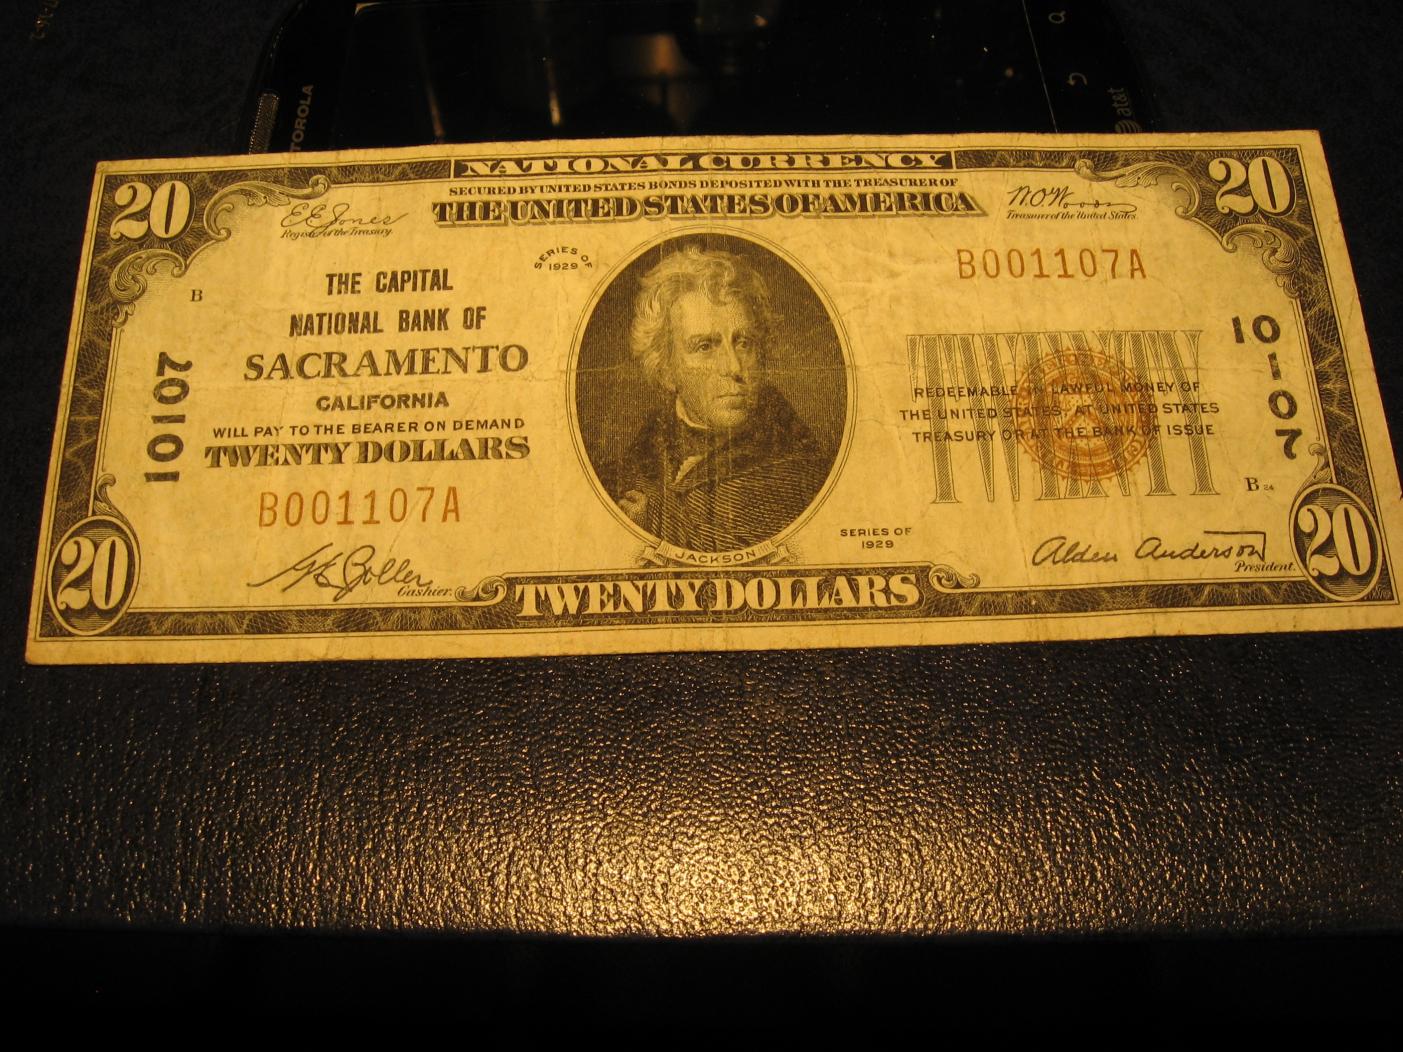 MOTOROLA
at&t
NATIONAL CURRENCY
SECURED BY UNITED STATES BONDS DEPOSITED WITH THE TREASURER OF
THE UNITED STATES OF AMERICA
20
20
E.E. Jones
Register of the Treasury.
W.O. Woods
Treasurer of the United States.
SERIES OF
1929
B001107A
B
THE CAPITAL
NATIONAL BANK OF
SACRAMENTO
CALIFORNIA
WILL PAY TO THE BEARER ON DEMAND
TWENTY DOLLARS
B001107A
10107
10107
TWENTY
REDEEMABLE IN LAWFUL MONEY OF
THE UNITED STATES AT UNITED STATES
TREASURY OR AT THE BANK OF ISSUE
B 24
SERIES OF
1929
JACKSON
Cashier.
Alden Anderson
President.
20
TWENTY DOLLARS
20